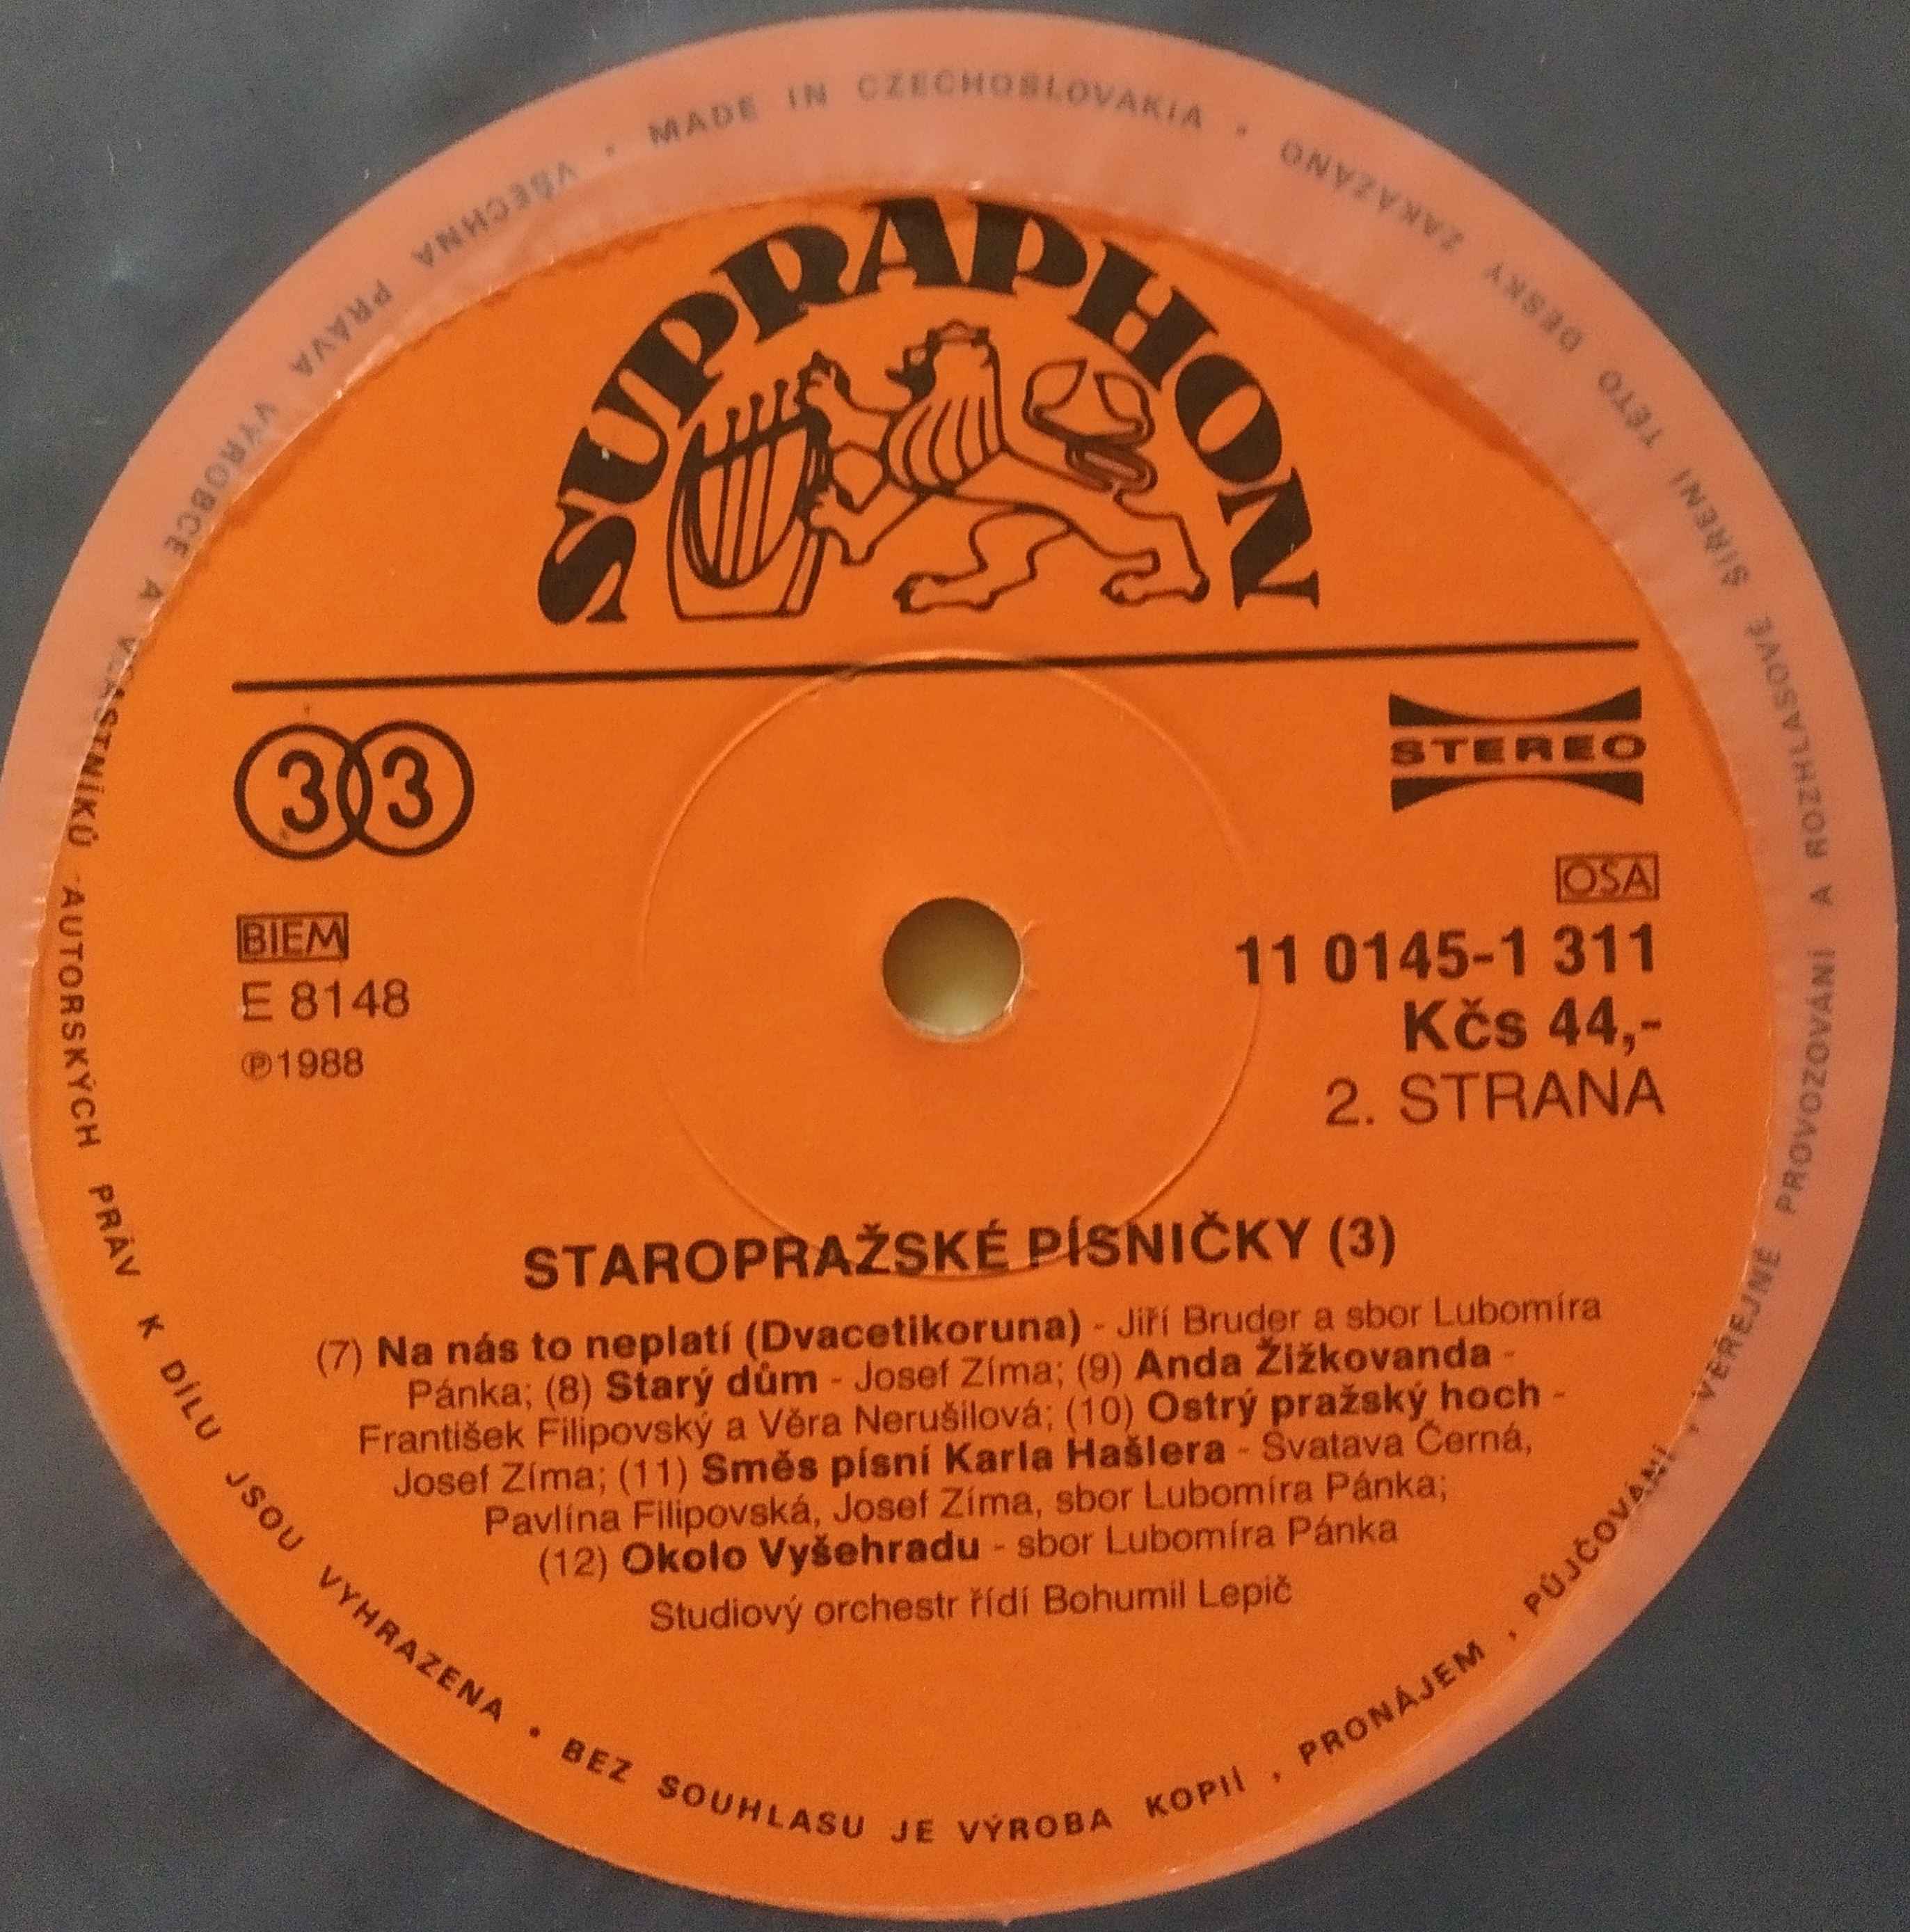 SUPRAPHON
33
STEREO
OSA
BIEM
11 0145-1 311
E 8148
Kčs 44,-
℗1988
2. STRANA
STAROPRAŽSKÉ PÍSNIČKY (3)
(7) Na nás to neplatí (Dvacetikoruna) - Jiří Bruder a sbor Lubomíra
Pánka; (8) Starý dům - Josef Zíma; (9) Anda Žižkovanda -
František Filipovský a Věra Nerušilová; (10) Ostrý pražský hoch -
Josef Zíma; (11) Směs písní Karla Hašlera - Svatava Černá,
Pavlína Filipovská, Josef Zíma, sbor Lubomíra Pánka;
(12) Okolo Vyšehradu - sbor Lubomíra Pánka
Studiový orchestr řídí Bohumil Lepič
MADE IN CZECHOSLOVAKIA • VŠECHNA PRÁVA VÝROBCE A VLASTNÍKŮ AUTORSKÝCH PRÁV K DÍLU JSOU VYHRAZENA • BEZ SOUHLASU JE VÝROBA KOPIÍ , PRONÁJEM , PŮJČOVÁNÍ , VEŘEJNÉ PROVOZOVÁNÍ A ROZHLASOVÉ ŠÍŘENÍ TÉTO DESKY ZAKÁZÁNO •